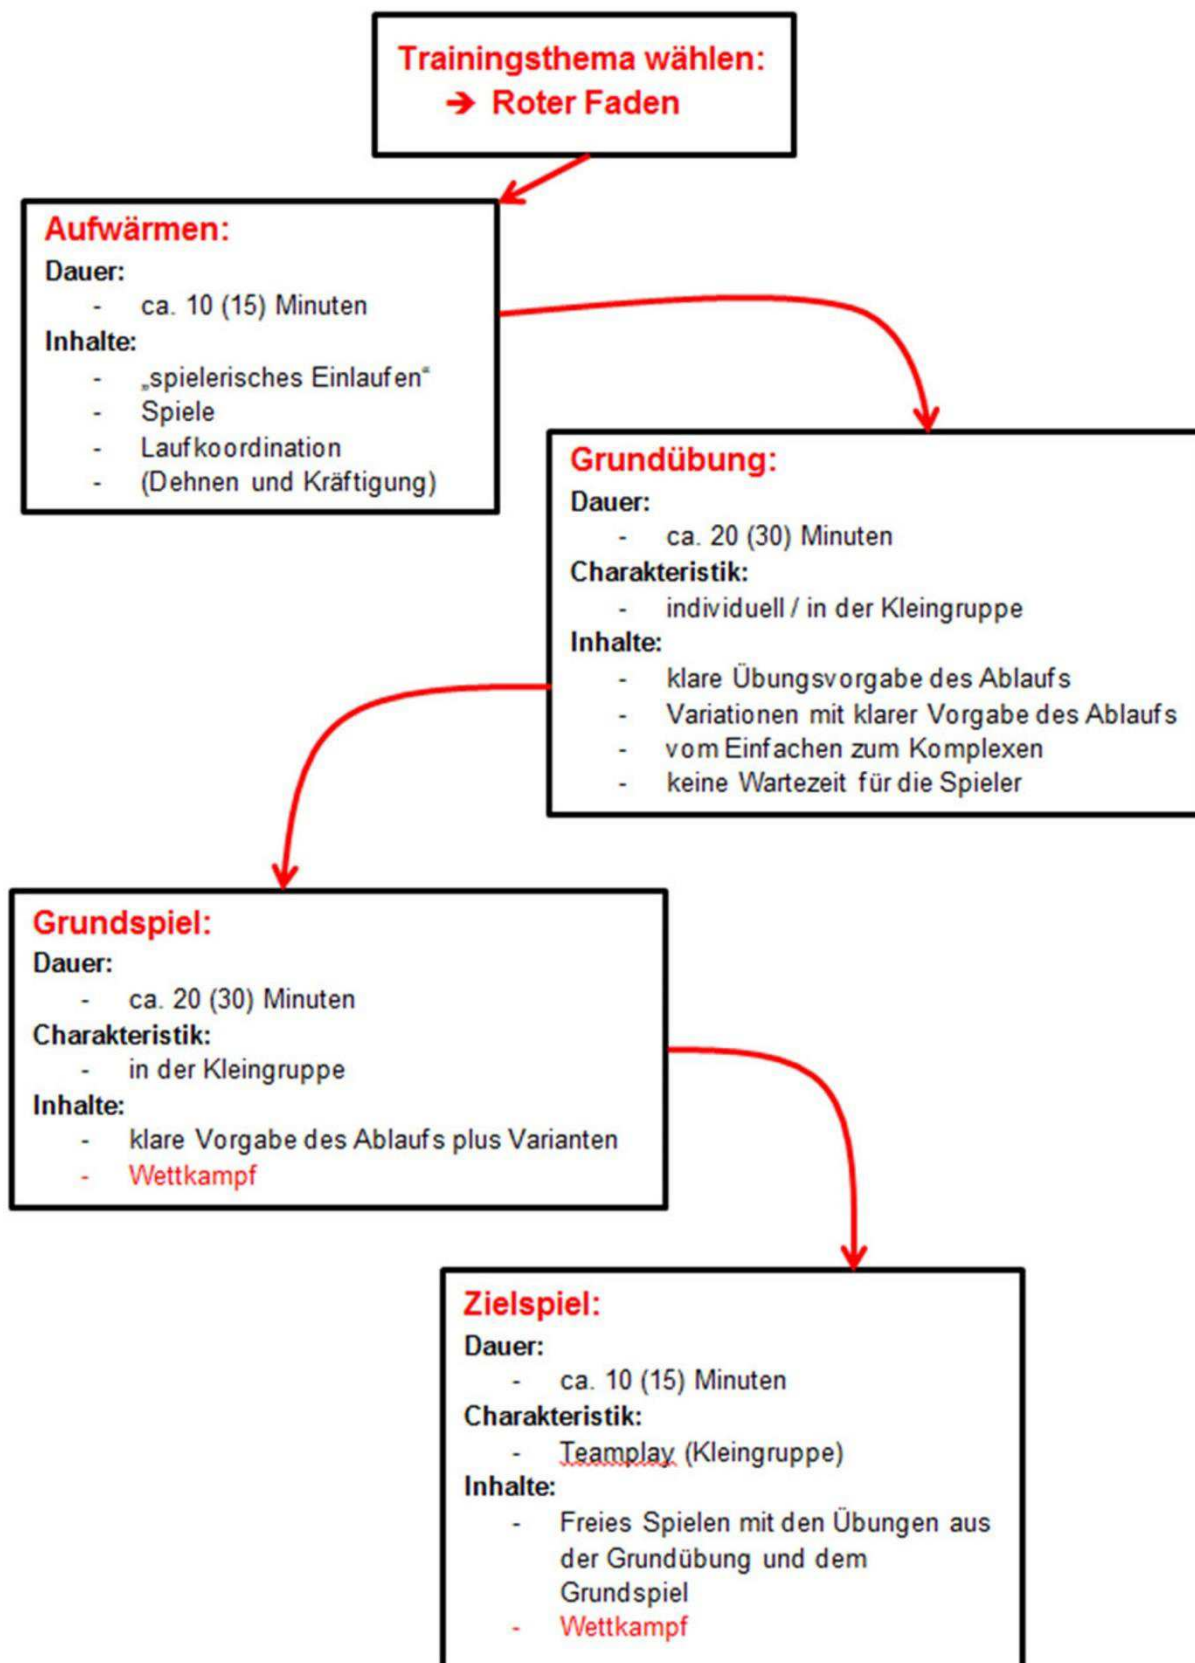 Trainingsthema wählen:
➔ Roter Faden
Aufwärmen:
Dauer:
- ca. 10 (15) Minuten
Inhalte:
- „spielerisches Einlaufen“
- Spiele
- Laufkoordination
- (Dehnen und Kräftigung)
Grundübung:
Dauer:
- ca. 20 (30) Minuten
Charakteristik:
- individuell / in der Kleingruppe
Inhalte:
- klare Übungsvorgabe des Ablaufs
- Variationen mit klarer Vorgabe des Ablaufs
- vom Einfachen zum Komplexen
- keine Wartezeit für die Spieler
Grundspiel:
Dauer:
- ca. 20 (30) Minuten
Charakteristik:
- in der Kleingruppe
Inhalte:
- klare Vorgabe des Ablaufs plus Varianten
- Wettkampf
Zielspiel:
Dauer:
- ca. 10 (15) Minuten
Charakteristik:
- Teamplay (Kleingruppe)
Inhalte:
- Freies Spielen mit den Übungen aus
der Grundübung und dem
Grundspiel
- Wettkampf